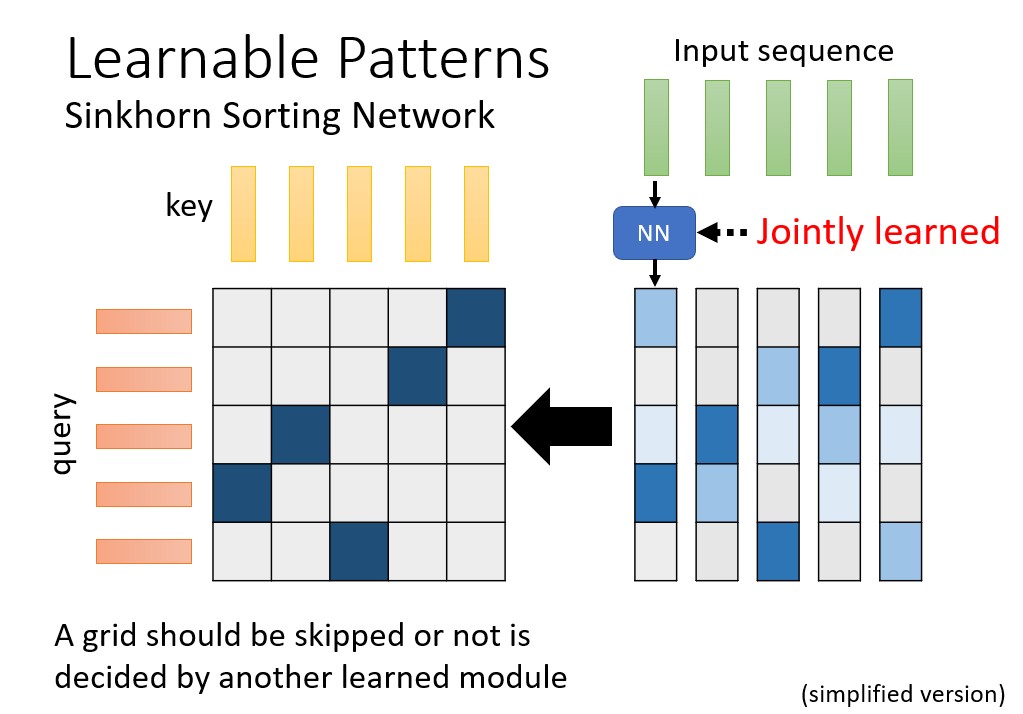 Learnable Patterns
Sinkhorn Sorting Network
Input sequence
key
NN
Jointly learned
query
A grid should be skipped or not is
decided by another learned module
(simplified version)